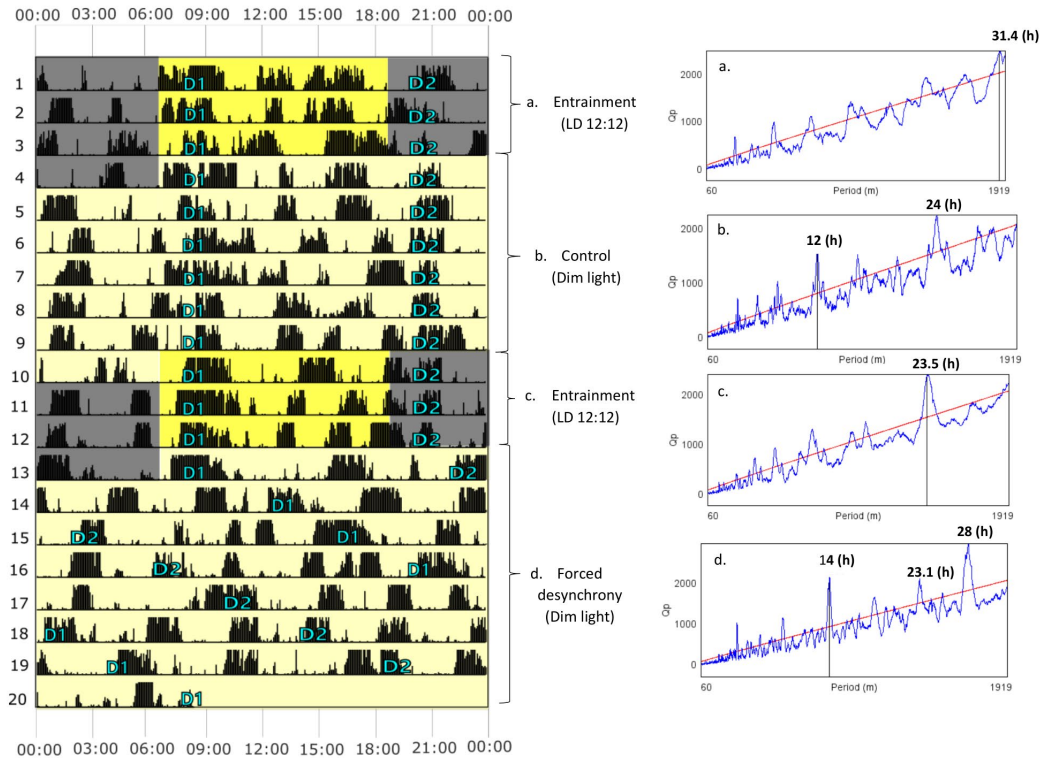 00:00 03:00 06:00 09:00 12:00 15:00 18:00 21:00 00:00
1 D1 D2
2 D1 D2
3 D1 D2
4 D1 D2
5 D1 D2
6 D1 D2
7 D1 D2
8 D1 D2
9 D1 D2
10 D1 D2
11 D1 D2
12 D1 D2
13 D1 D2
14 D1
15 D2 D1
16 D2 D1
17 D2
18 D1 D2
19 D1 D2
20 D1
00:00 03:00 06:00 09:00 12:00 15:00 18:00 21:00 00:00
a. Entrainment
(LD 12:12)
b. Control
(Dim light)
c. Entrainment
(LD 12:12)
d. Forced
desynchrony
(Dim light)
31.4 (h)
a.
2000
1000
0
Qp
60 Period (m) 1919
24 (h)
b.
12 (h)
2000
1000
0
Qp
60 Period (m) 1919
23.5 (h)
c.
2000
1000
0
Qp
60 Period (m) 1919
28 (h)
d.
14 (h)
23.1 (h)
2000
1000
0
Qp
60 Period (m) 1919